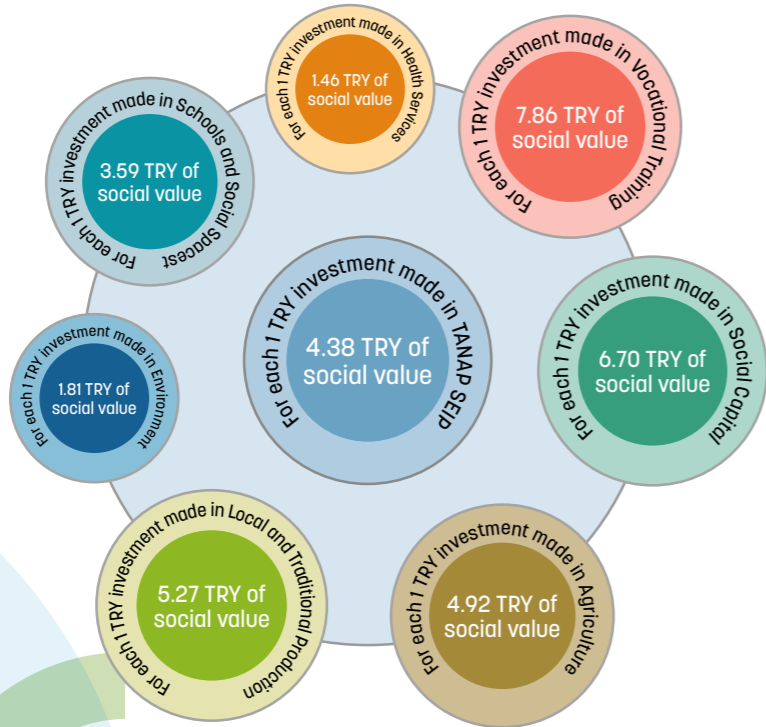 For each 1 TRY investment made in Health Services
1.46 TRY of
social value
For each 1 TRY investment made in Vocational Training
7.86 TRY of
social value
For each 1 TRY investment made in Social Capital
6.70 TRY of
social value
For each 1 TRY investment made in Agriculture
4.92 TRY of
social value
For each 1 TRY investment made in Local and Traditional Production
5.27 TRY of
social value
For each 1 TRY investment made in Environment
1.81 TRY of
social value
For each 1 TRY investment made in Schools and Social Spacest
3.59 TRY of
social value
For each 1 TRY investment made in TANAP SEIP
4.38 TRY of
social value